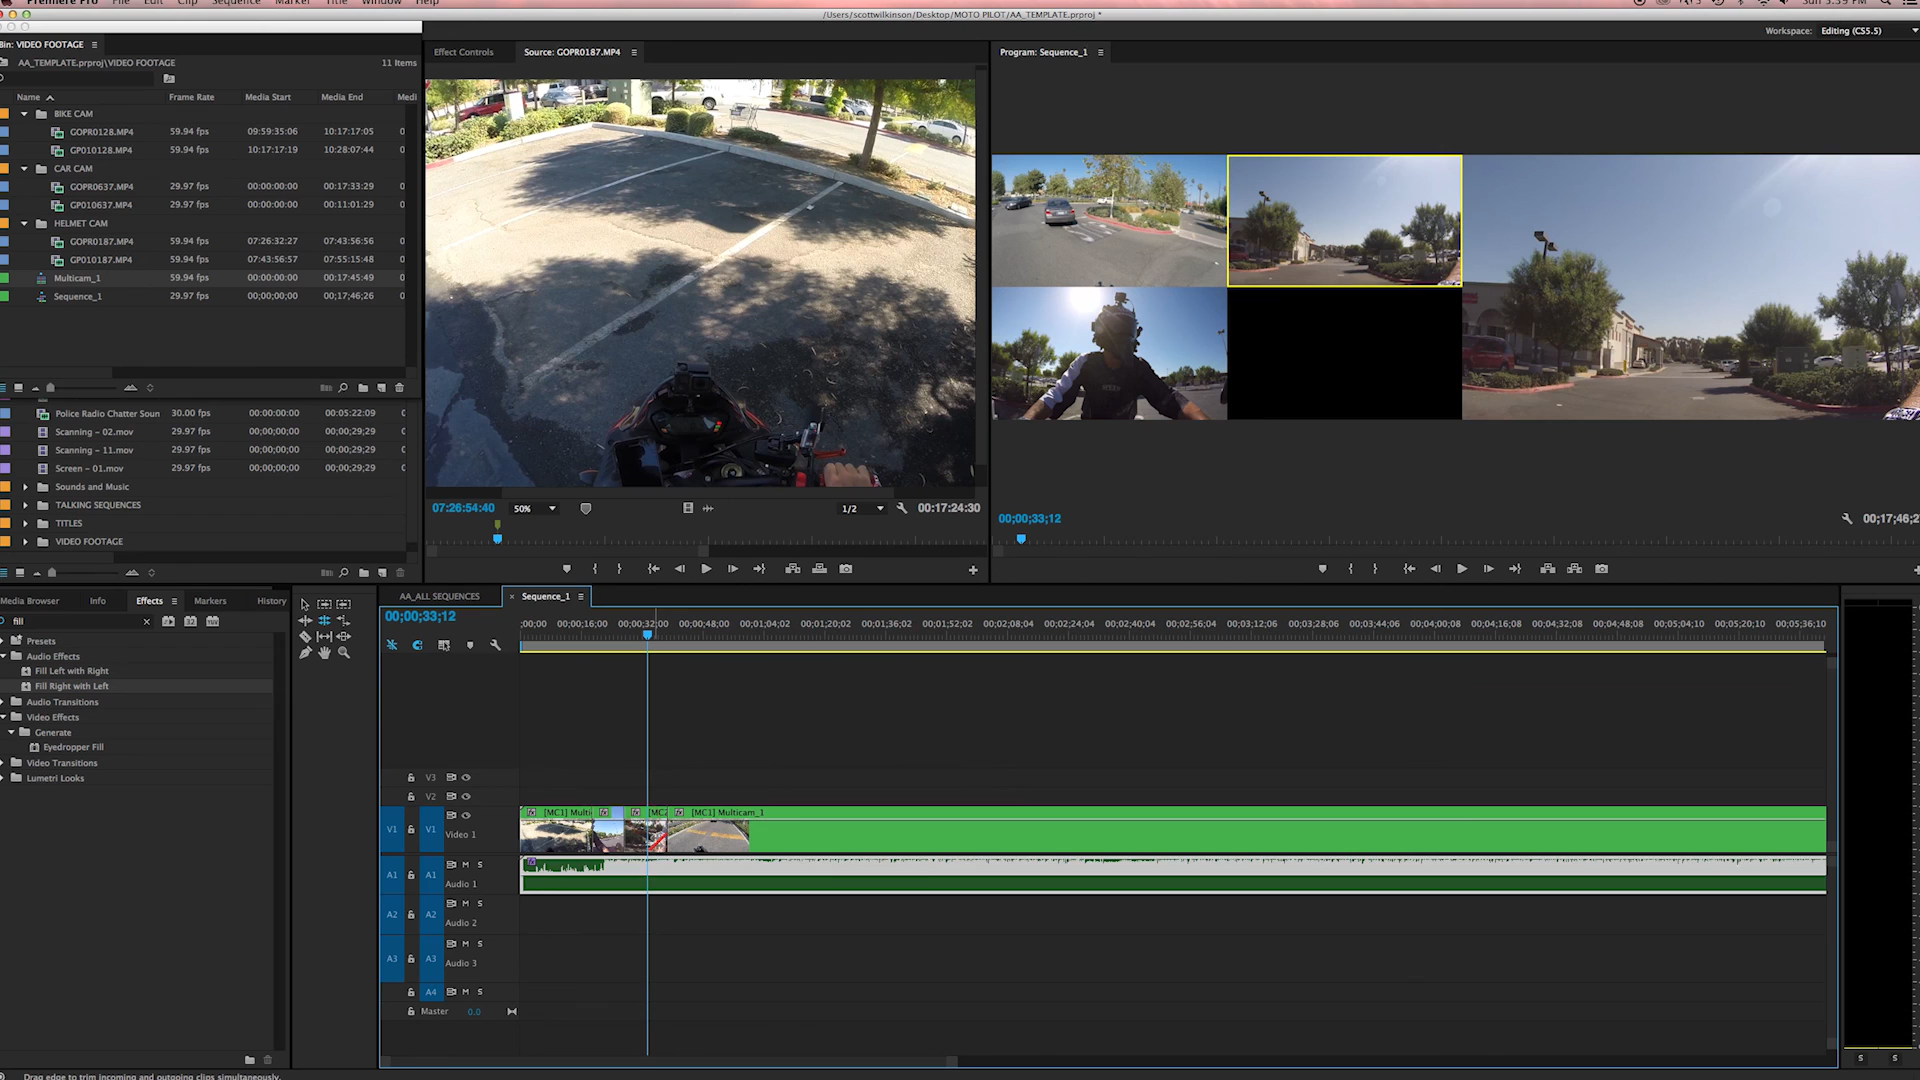 Premiere Pro File Edit Clip Sequence Marker Title Window Help
/Users/scottwilkinson/Desktop/MOTO PILOT/AA_TEMPLATE.prproj *
Workspace: Editing (CS5.5)
Bin: VIDEO FOOTAGE
AA_TEMPLATE.prproj\VIDEO FOOTAGE 11 Items
Name Frame Rate Media Start Media End Medi
BIKE CAM
GOPR0128.MP4 59.94 fps 09:59:35:06 10:17:17:05
GP010128.MP4 59.94 fps 10:17:17:19 10:28:07:44
CAR CAM
GOPR0637.MP4 29.97 fps 00:00:00:00 00:17:33:29
GP010637.MP4 29.97 fps 00:00:00:00 00:11:01:29
HELMET CAM
GOPR0187.MP4 59.94 fps 07:26:32:27 07:43:56:56
GP010187.MP4 59.94 fps 07:43:56:57 07:55:15:48
Multicam_1 59.94 fps 00:00:00:00 00:17:45:49
Sequence_1 29.97 fps 00;00;00;00 00;17;46;26
Police Radio Chatter Soun 30.00 fps 00:00:00:00 00:05:22:09
Scanning – 02.mov 29.97 fps 00;00;00;00 00;00;29;29
Scanning – 11.mov 29.97 fps 00;00;00;00 00;00;29;29
Screen – 01.mov 29.97 fps 00;00;00;00 00;00;29;29
Sounds and Music
TALKING SEQUENCES
TITLES
VIDEO FOOTAGE
Effect Controls Source: GOPR0187.MP4
07:26:54:40 50% 1/2 00:17:24:30
Program: Sequence_1
00;00;33;12
Media Browser Info Effects Markers History
fill
Presets
Audio Effects
Fill Left with Right
Fill Right with Left
Audio Transitions
Video Effects
Generate
Eyedropper Fill
Video Transitions
Lumetri Looks
AA_ALL SEQUENCES × Sequence_1
00;00;33;12
;00;00 00;00;16;00 00;00;32;00 00;00;48;00 00;01;04;02 00;01;20;02 00;01;36;02 00;01;52;02 00;02;08;04 00;02;24;04 00;02;40;04 00;02;56;04 00;03;12;06 00;03;28;06 00;03;44;06 00;04;00;08 00;04;16;08 00;04;32;08 00;04;48;08 00;05;04;10 00;05;20;10 00;05;36;10
V3
V2
[MC1] Multi [MC2 [MC1] Multicam_1
V1 V1 Video 1
M S
A1 A1 Audio 1
M S
A2 A2 Audio 2
M S
A3 A3 Audio 3
A4 M S
Master 0.0
S S
Drag edge to trim incoming and outgoing clips simultaneously.